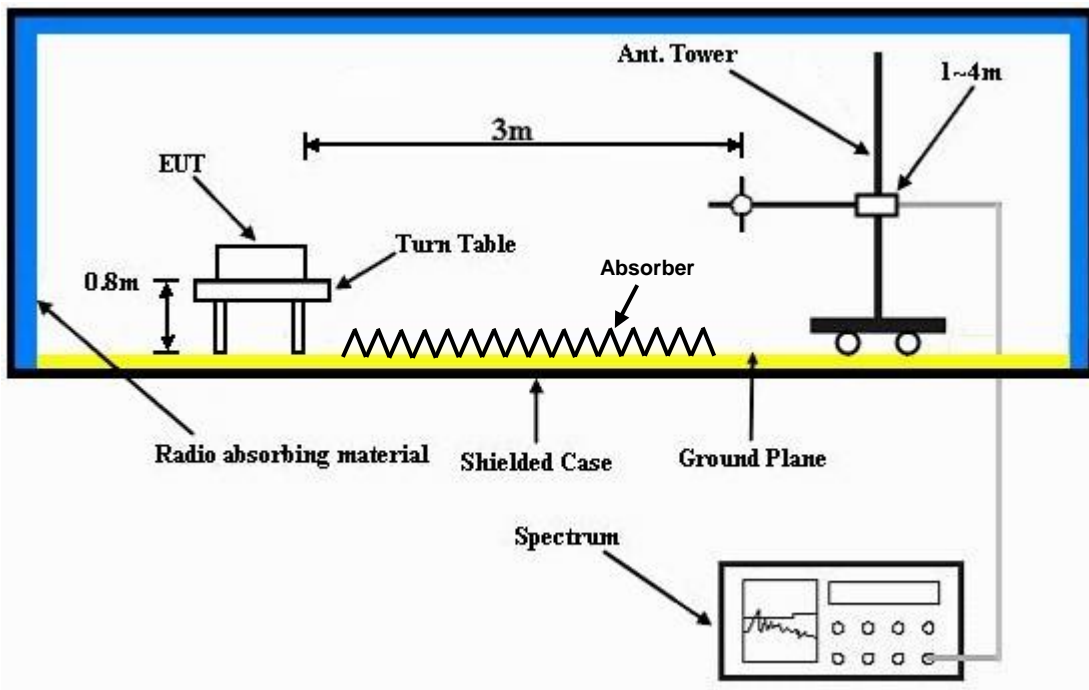 Ant. Tower
1~4m
3m
EUT
Turn Table
0.8m
Absorber
Radio absorbing material
Shielded Case
Ground Plane
Spectrum